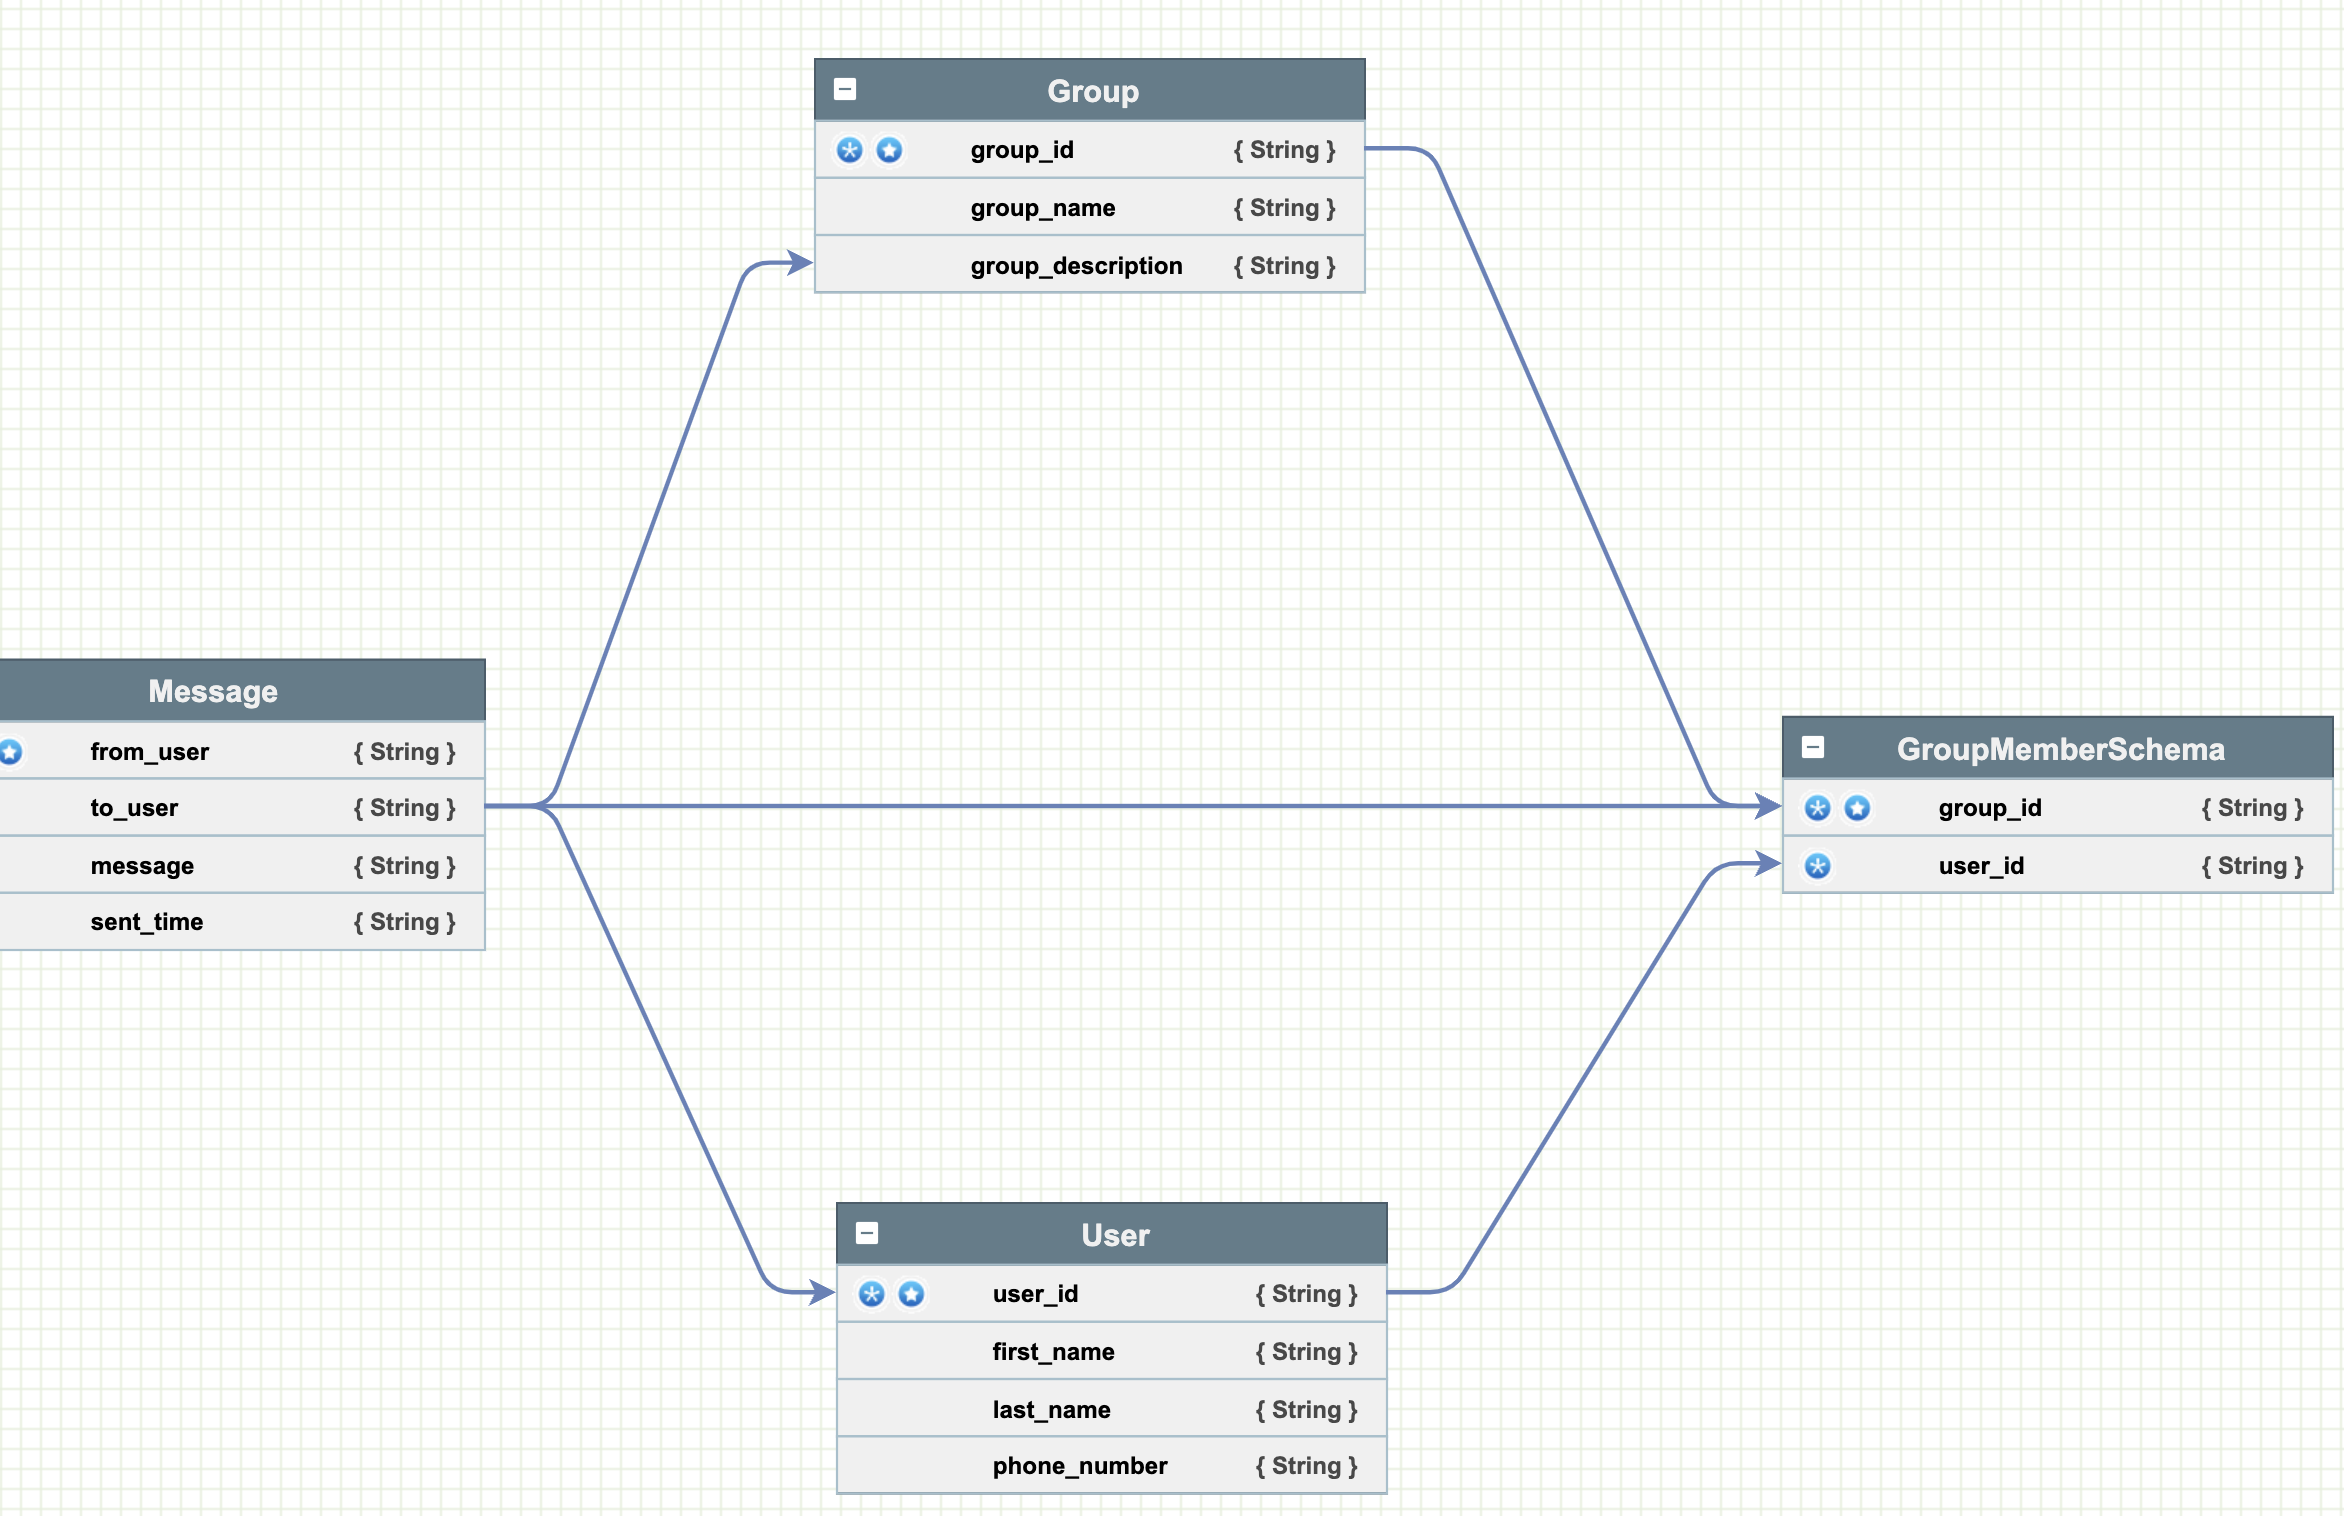 Group
group_id { String }
group_name { String }
group_description { String }
Message
from_user { String }
to_user { String }
message { String }
sent_time { String }
GroupMemberSchema
group_id { String }
user_id { String }
User
user_id { String }
first_name { String }
last_name { String }
phone_number { String }